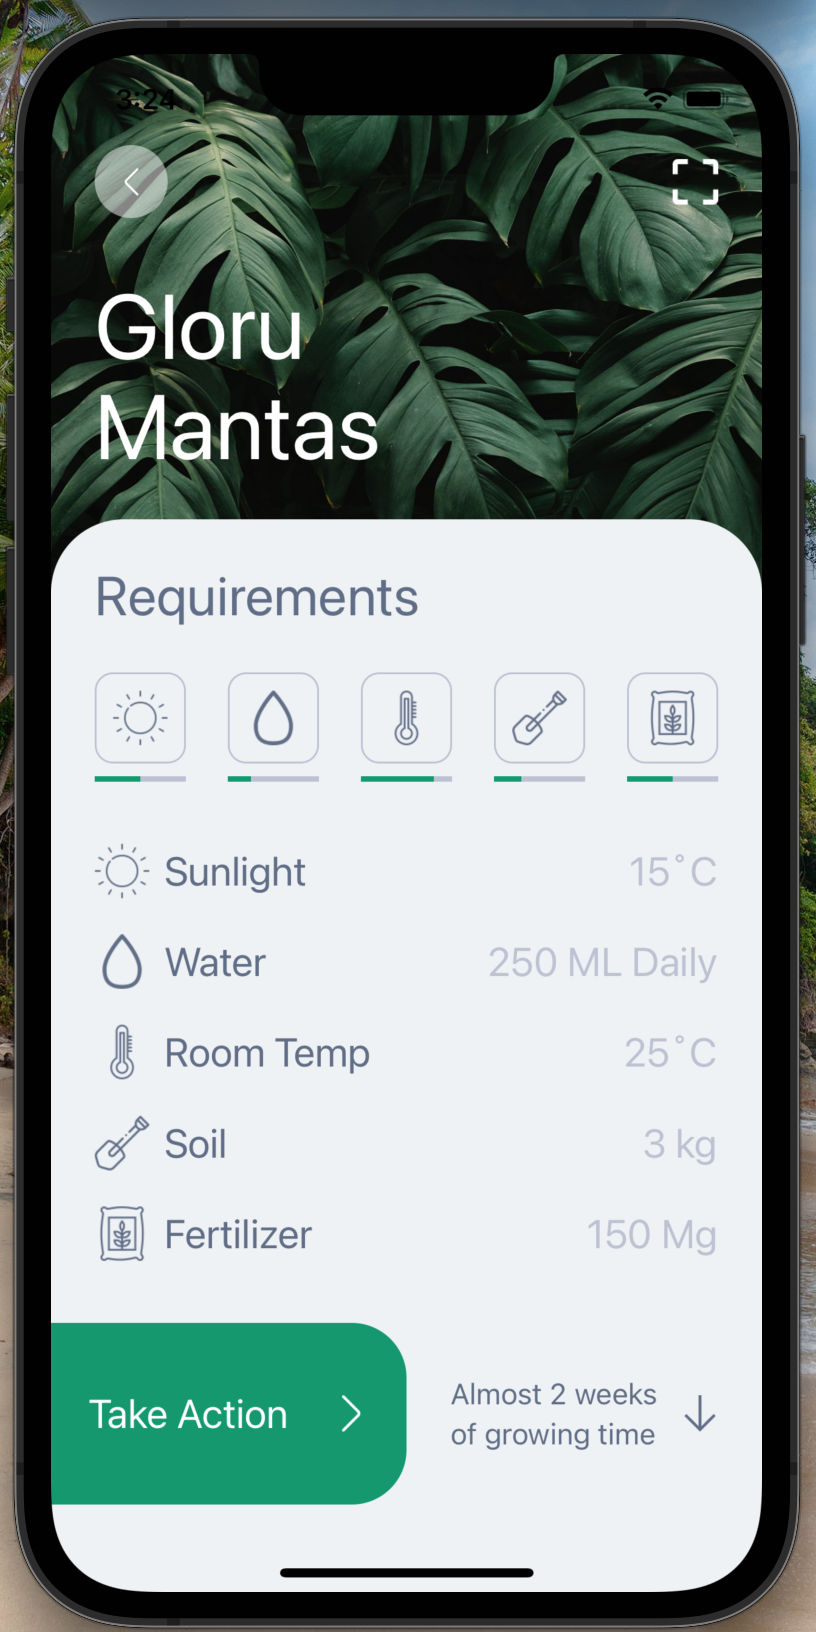 3:24
Gloru
Mantas
Requirements
Sunlight 15°C
Water 250 ML Daily
Room Temp 25°C
Soil 3 kg
Fertilizer 150 Mg
Take Action
Almost 2 weeks
of growing time